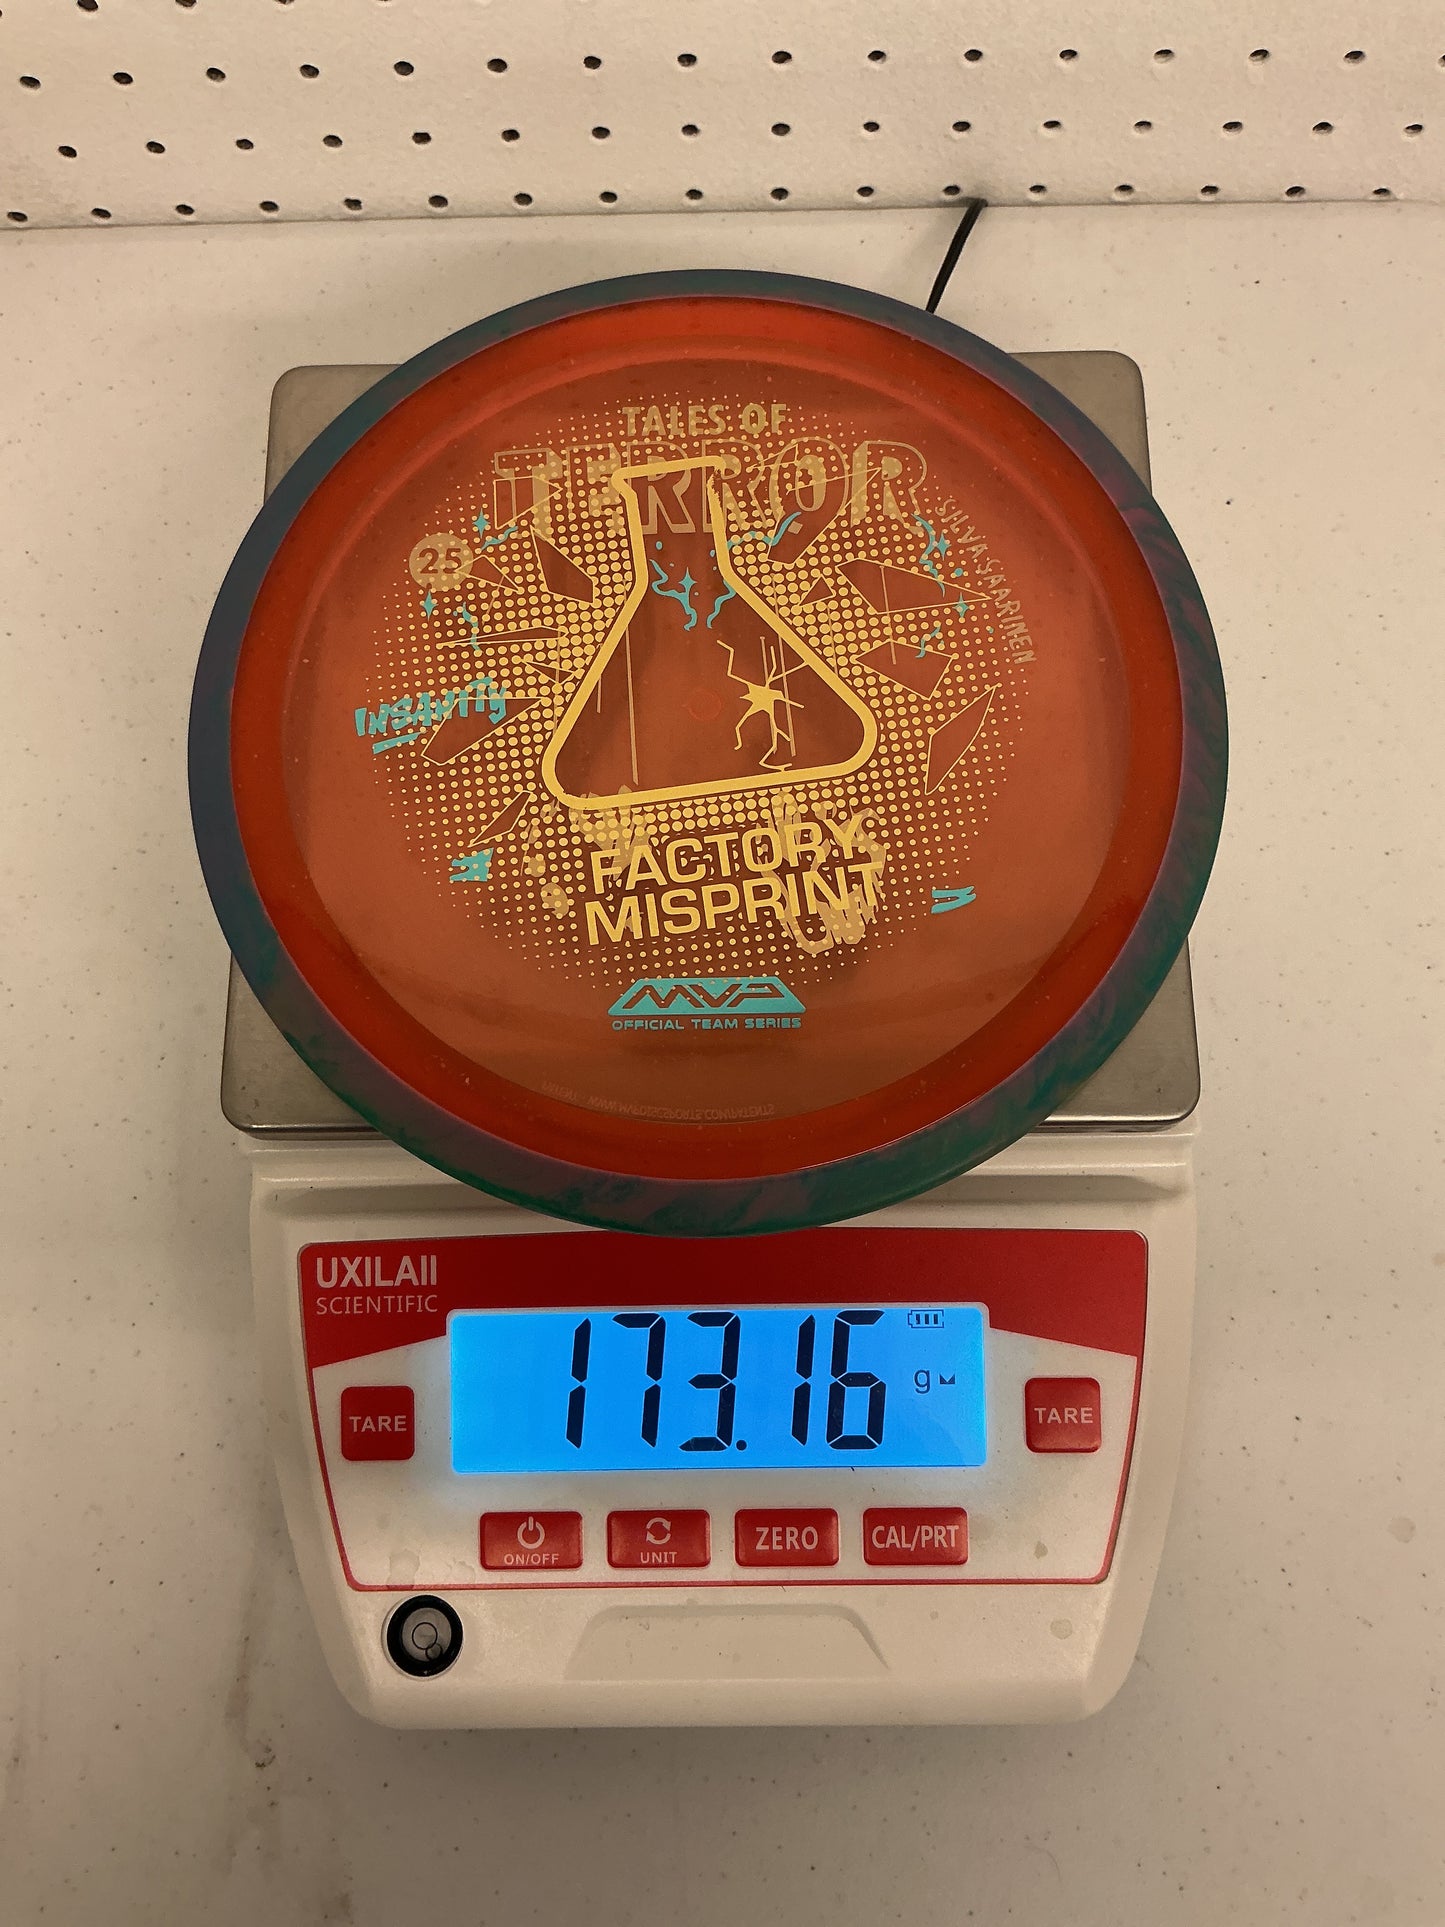 TALES OF
TERROR
SILVA SAARINEN
25
INSANITY
FACTORY
MISPRINT
MVP
OFFICIAL TEAM SERIES
UXILAII
SCIENTIFIC
173.16 g
TARE
TARE
ON/OFF
UNIT
ZERO
CAL/PRT